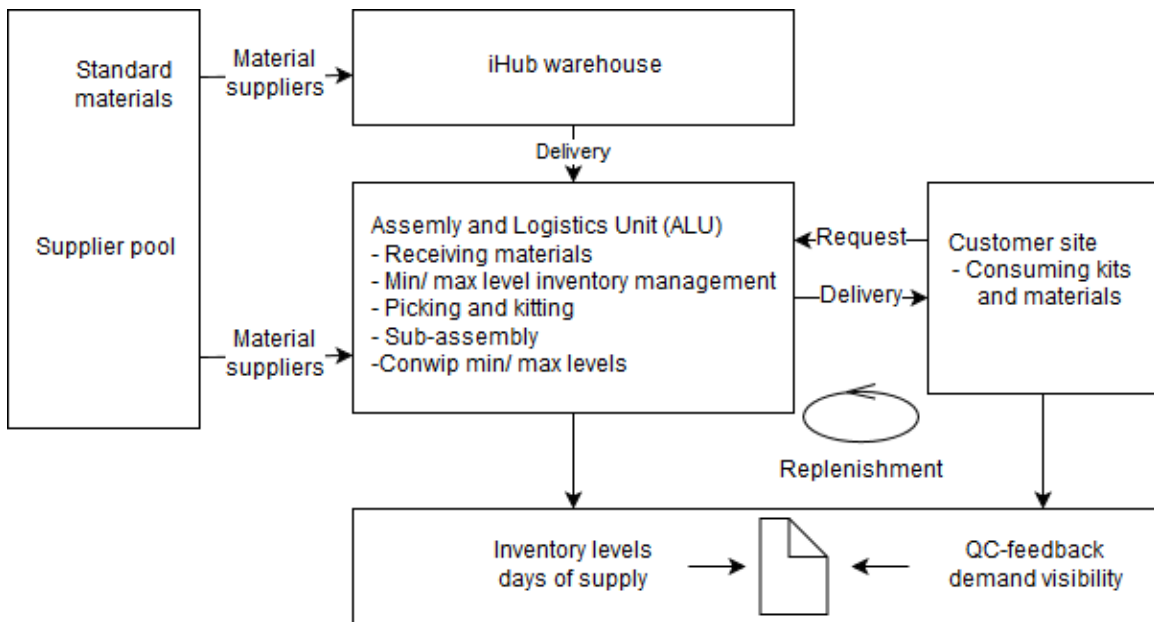 Standard
materials
Supplier pool
Material
suppliers
iHub warehouse
Delivery
Assemly and Logistics Unit (ALU)
- Receiving materials
- Min/ max level inventory management
- Picking and kitting
- Sub-assembly
-Conwip min/ max levels
Material
suppliers
Request
Delivery
Customer site
- Consuming kits
and materials
Replenishment
Inventory levels
days of supply
QC-feedback
demand visibility